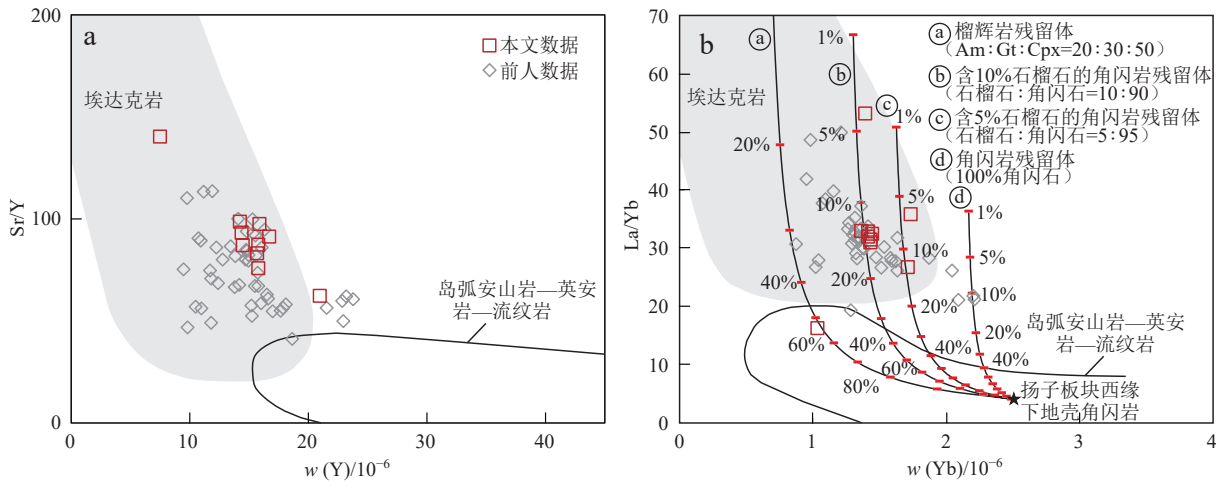 a
200
100
0
Sr/Y
0
10
20
30
40
w (Y)/10⁻⁶
本文数据
前人数据
埃达克岩
岛弧安山岩—英安
岩—流纹岩
b
70
60
50
40
30
20
10
0
La/Yb
0
1
2
3
4
w (Yb)/10⁻⁶
埃达克岩
ⓐ
ⓑ
ⓒ
ⓓ
ⓐ 榴辉岩残留体
（Am∶Gt∶Cpx=20∶30∶50）
ⓑ 含10%石榴石的角闪岩残留体
（石榴石∶角闪石=10∶90）
ⓒ 含5%石榴石的角闪岩残留体
（石榴石∶角闪石=5∶95）
ⓓ 角闪岩残留体
（100%角闪石）
20%
40%
60%
80%
1%
5%
10%
20%
40%
60%
1%
5%
10%
20%
40%
1%
5%
10%
20%
40%
岛弧安山岩—英安
岩—流纹岩
扬子板块西缘
下地壳角闪岩